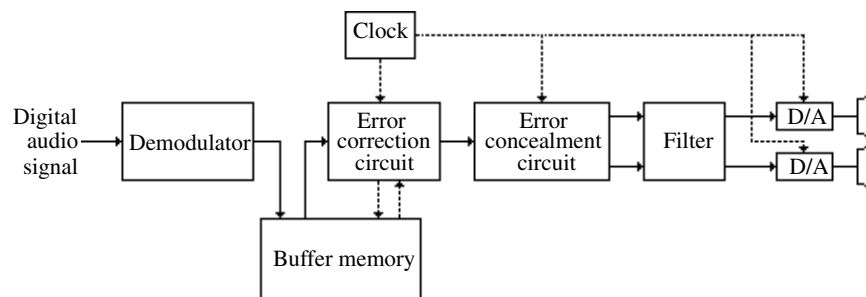 Clock
Digital
audio
signal
Demodulator
Error
correction
circuit
Error
concealment
circuit
Filter
D/A
D/A
Buffer memory